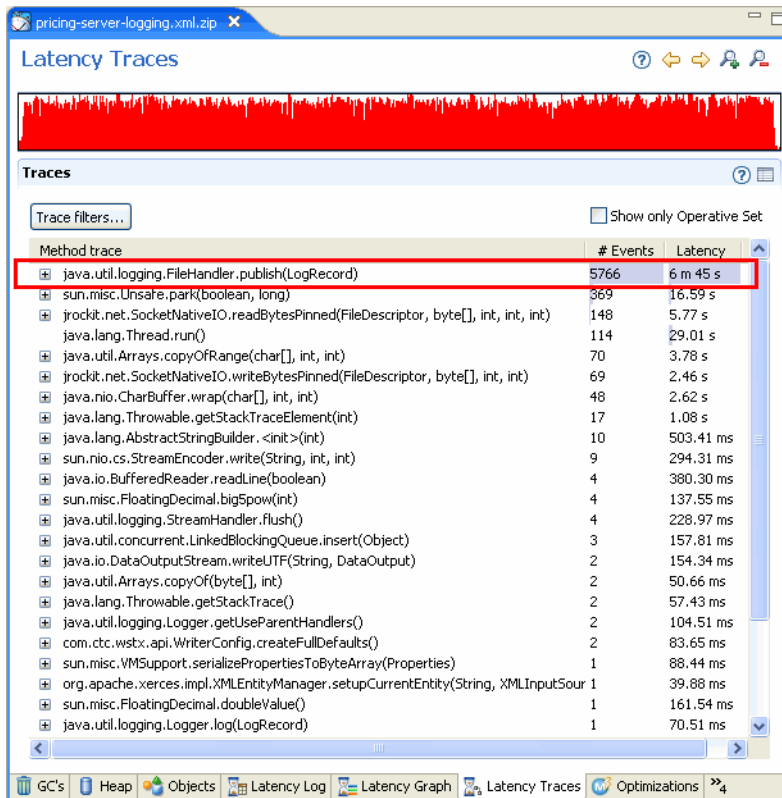 pricing-server-logging.xml.zip
Latency Traces
Traces
Trace filters...
Show only Operative Set
Method trace # Events Latency
java.util.logging.FileHandler.publish(LogRecord) 5766 6 m 45 s
sun.misc.Unsafe.park(boolean, long) 369 16.59 s
jrockit.net.SocketNativeIO.readBytesPinned(FileDescriptor, byte[], int, int, int) 148 5.77 s
java.lang.Thread.run() 114 29.01 s
java.util.Arrays.copyOfRange(char[], int, int) 70 3.78 s
jrockit.net.SocketNativeIO.writeBytesPinned(FileDescriptor, byte[], int, int) 69 2.46 s
java.nio.CharBuffer.wrap(char[], int, int) 48 2.62 s
java.lang.Throwable.getStackTraceElement(int) 17 1.08 s
java.lang.AbstractStringBuilder.<init>(int) 10 503.41 ms
sun.nio.cs.StreamEncoder.write(String, int, int) 9 294.31 ms
java.io.BufferedReader.readLine(boolean) 4 380.30 ms
sun.misc.FloatingDecimal.big5pow(int) 4 137.55 ms
java.util.logging.StreamHandler.flush() 4 228.97 ms
java.util.concurrent.LinkedBlockingQueue.insert(Object) 3 157.81 ms
java.io.DataOutputStream.writeUTF(String, DataOutput) 2 154.34 ms
java.util.Arrays.copyOf(byte[], int) 2 50.66 ms
java.lang.Throwable.getStackTrace() 2 57.43 ms
java.util.logging.Logger.getUseParentHandlers() 2 104.51 ms
com.ctc.wstx.api.WriterConfig.createFullDefaults() 2 83.65 ms
sun.misc.VMSupport.serializePropertiesToByteArray(Properties) 1 88.44 ms
org.apache.xerces.impl.XMLEntityManager.setupCurrentEntity(String, XMLInputSour 1 39.88 ms
sun.misc.FloatingDecimal.doubleValue() 1 161.54 ms
java.util.logging.Logger.log(LogRecord) 1 70.51 ms
GC's Heap Objects Latency Log Latency Graph Latency Traces Optimizations »4